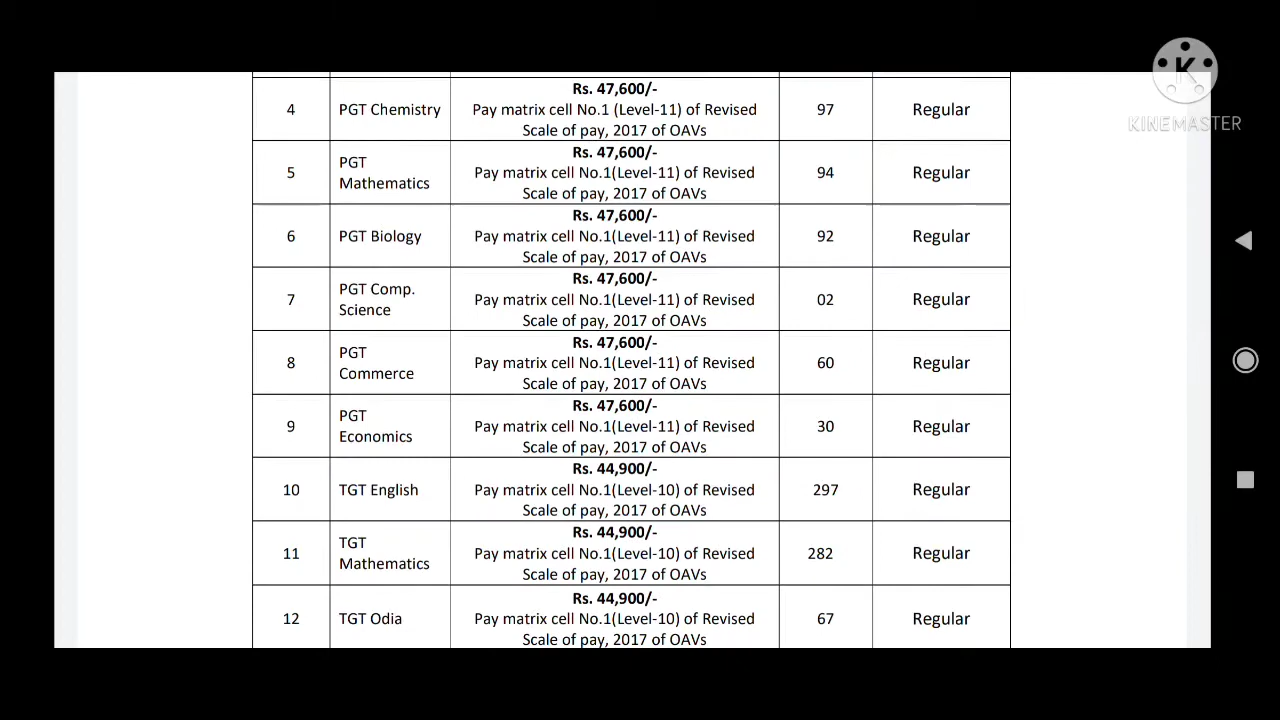 K
KINEMASTER
4 PGT Chemistry Rs. 47,600/- 97 Regular
Pay matrix cell No.1 (Level-11) of Revised
Scale of pay, 2017 of OAVs
5 PGT Rs. 47,600/- 94 Regular
Mathematics Pay matrix cell No.1(Level-11) of Revised
Scale of pay, 2017 of OAVs
6 PGT Biology Rs. 47,600/- 92 Regular
Pay matrix cell No.1(Level-11) of Revised
Scale of pay, 2017 of OAVs
7 PGT Comp. Rs. 47,600/- 02 Regular
Science Pay matrix cell No.1(Level-11) of Revised
Scale of pay, 2017 of OAVs
8 PGT Rs. 47,600/- 60 Regular
Commerce Pay matrix cell No.1(Level-11) of Revised
Scale of pay, 2017 of OAVs
9 PGT Rs. 47,600/- 30 Regular
Economics Pay matrix cell No.1(Level-11) of Revised
Scale of pay, 2017 of OAVs
10 TGT English Rs. 44,900/- 297 Regular
Pay matrix cell No.1(Level-10) of Revised
Scale of pay, 2017 of OAVs
11 TGT Rs. 44,900/- 282 Regular
Mathematics Pay matrix cell No.1(Level-10) of Revised
Scale of pay, 2017 of OAVs
12 TGT Odia Rs. 44,900/- 67 Regular
Pay matrix cell No.1(Level-10) of Revised
Scale of pay, 2017 of OAVs